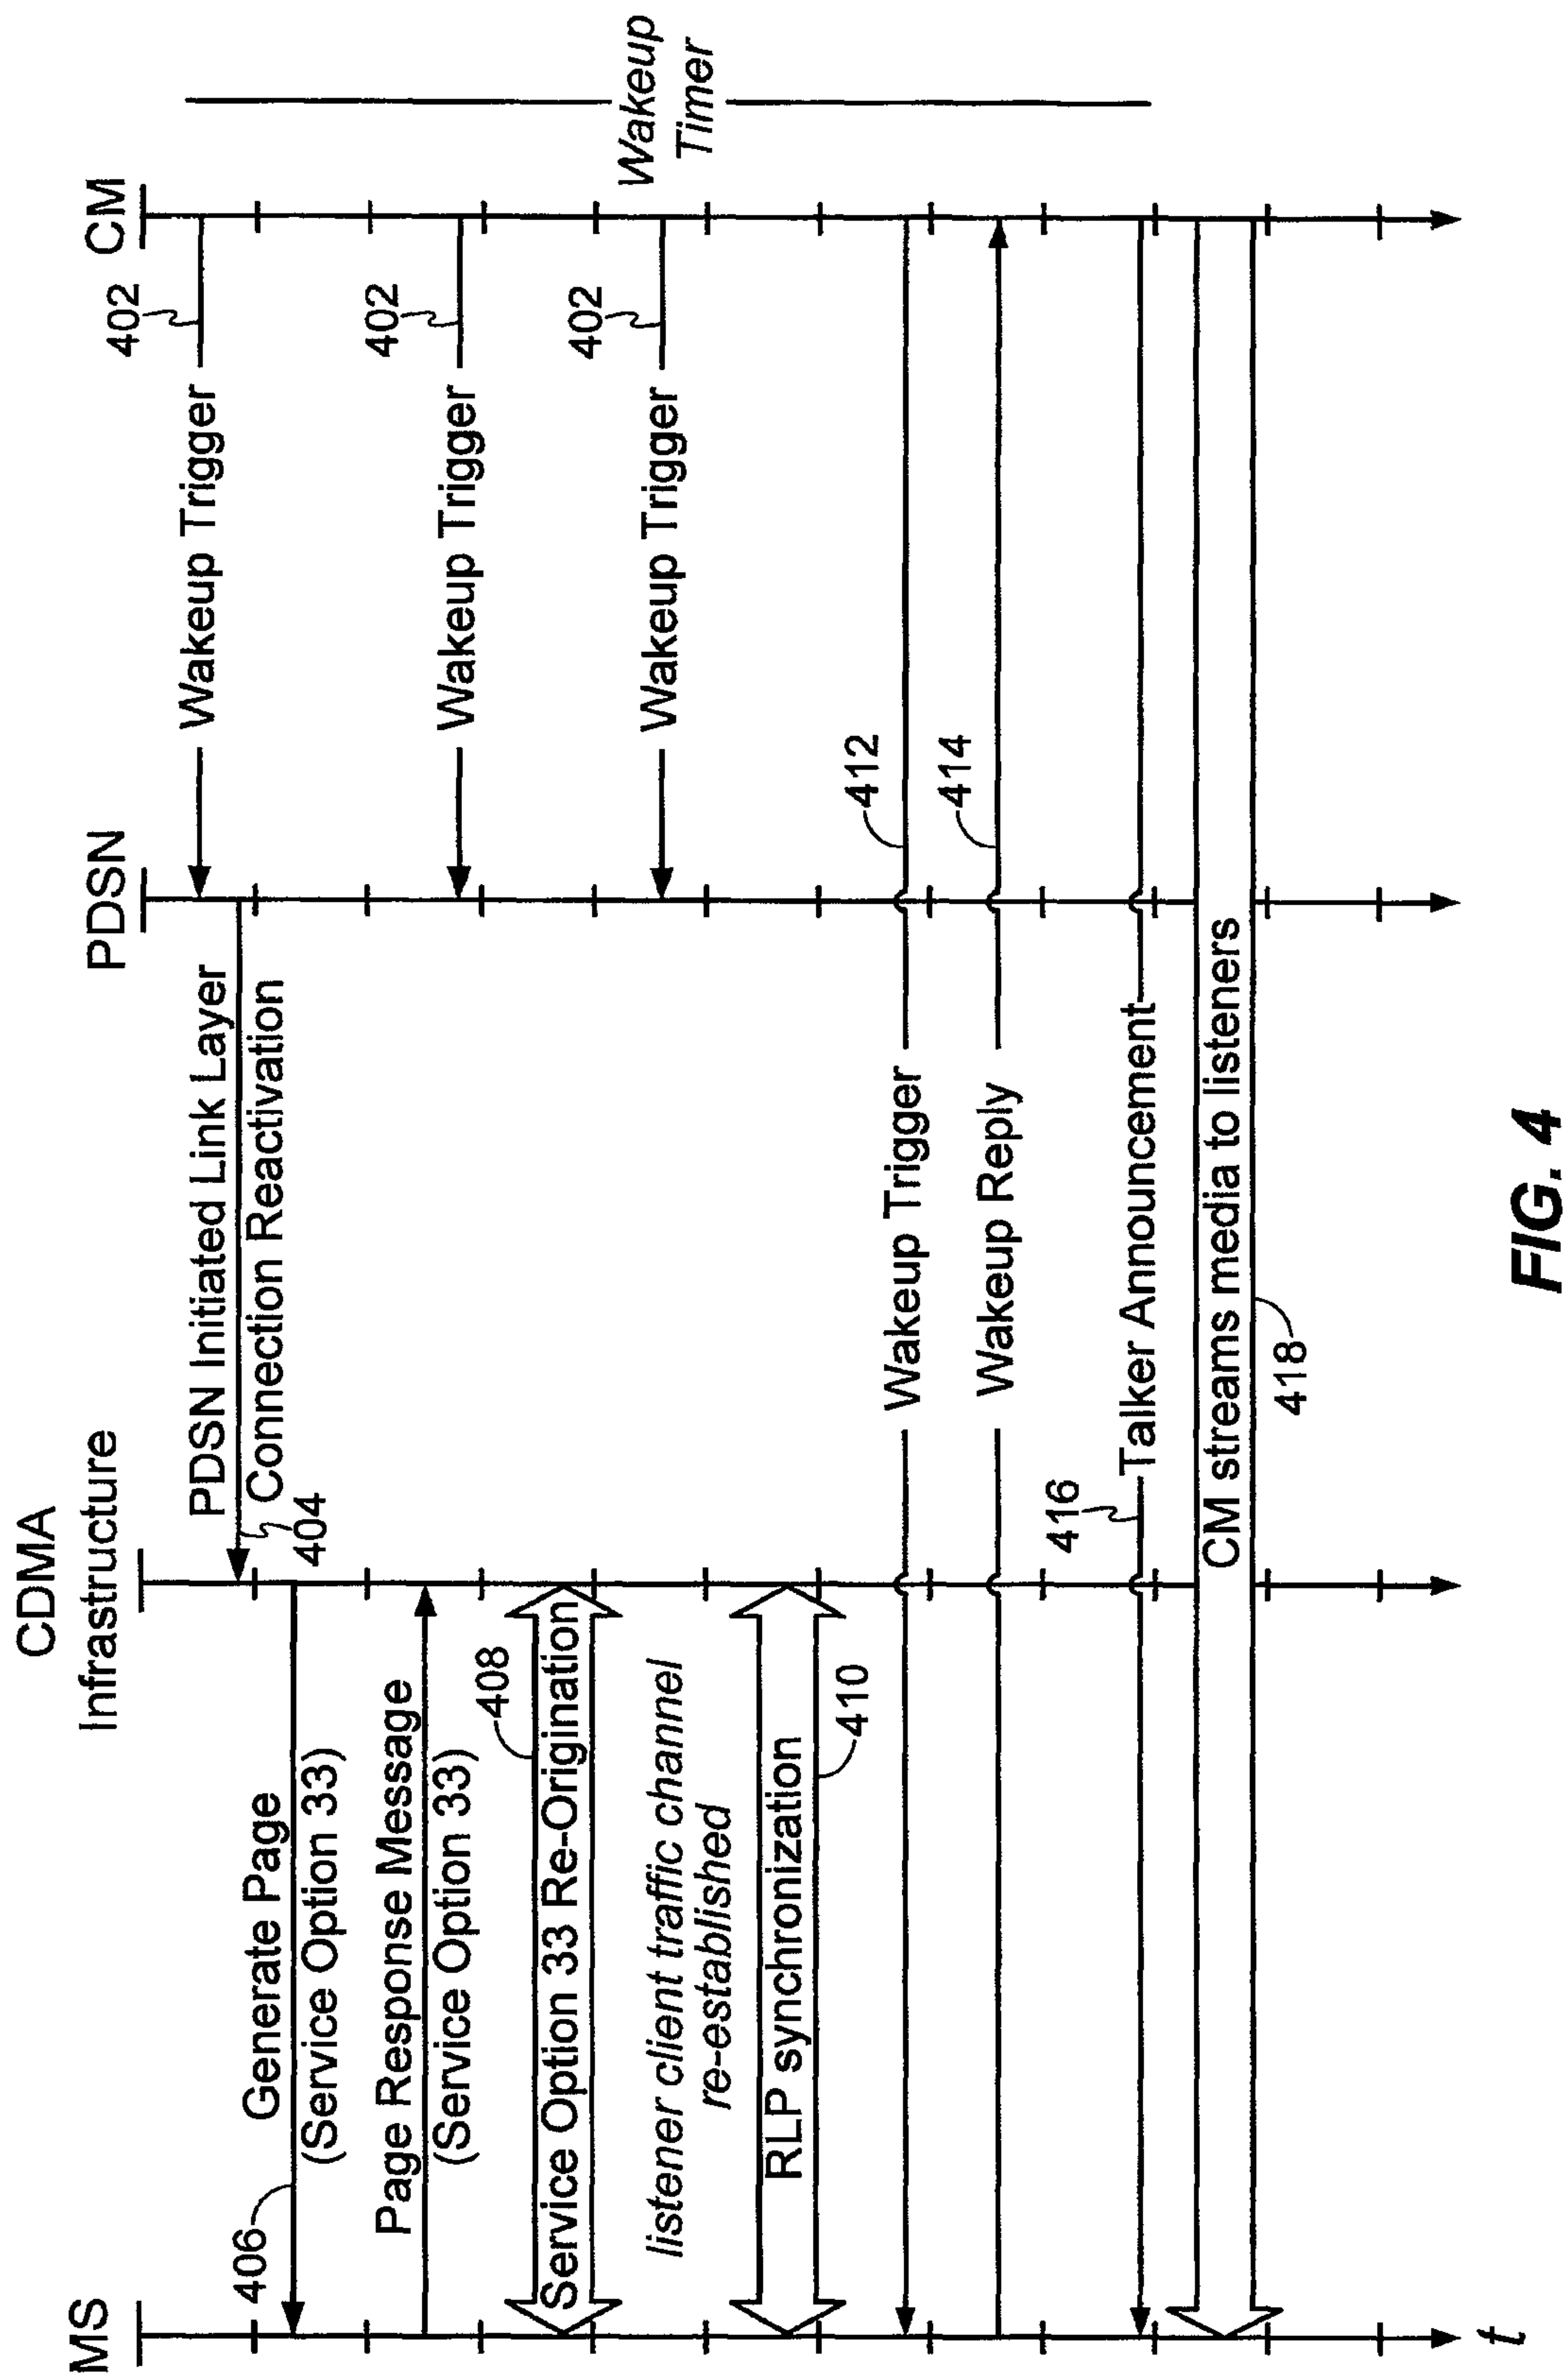 MS
CDMA
Infrastructure
PDSN
CM
402
Wakeup Trigger
PDSN Initiated Link Layer
Connection Reactivation
404
406
Generate Page
(Service Option 33)
Page Response Message
(Service Option 33)
402
Wakeup Trigger
408
Service Option 33 Re-Origination
402
Wakeup Trigger
Wakeup
Timer
listener client traffic channel
re-established
RLP synchronization
410
412
Wakeup Trigger
414
Wakeup Reply
416
Talker Announcement
CM streams media to listeners
418
t
FIG. 4